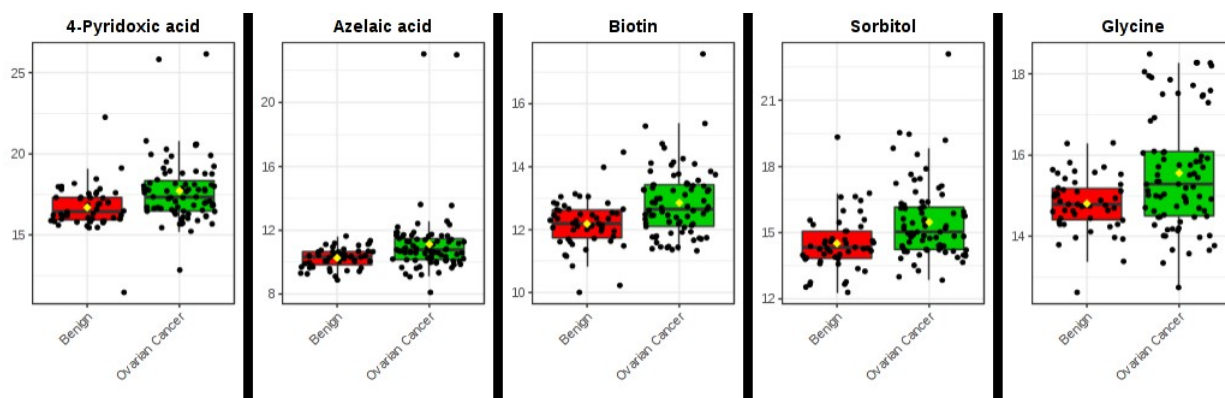 4-Pyridoxic acid
25
20
15
Benign
Ovarian Cancer
Azelaic acid
20
16
12
8
Benign
Ovarian Cancer
Biotin
16
14
12
10
Benign
Ovarian Cancer
Sorbitol
21
18
15
12
Benign
Ovarian Cancer
Glycine
18
16
14
Benign
Ovarian Cancer